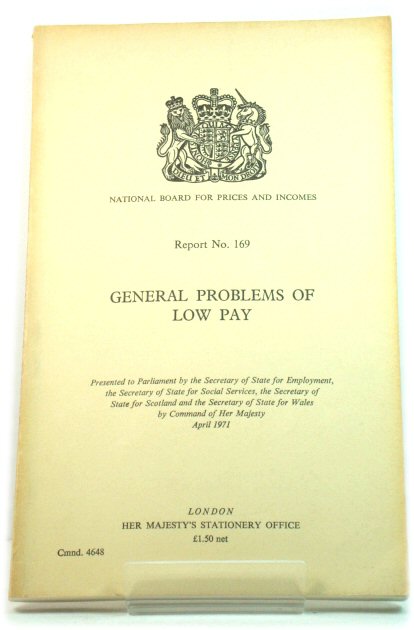 DIEU ET MON DROIT
NATIONAL BOARD FOR PRICES AND INCOMES
Report No. 169
GENERAL PROBLEMS OF
LOW PAY
Presented to Parliament by the Secretary of State for Employment,
the Secretary of State for Social Services, the Secretary of
State for Scotland and the Secretary of State for Wales
by Command of Her Majesty
April 1971
LONDON
HER MAJESTY'S STATIONERY OFFICE
£1.50 net
Cmnd. 4648